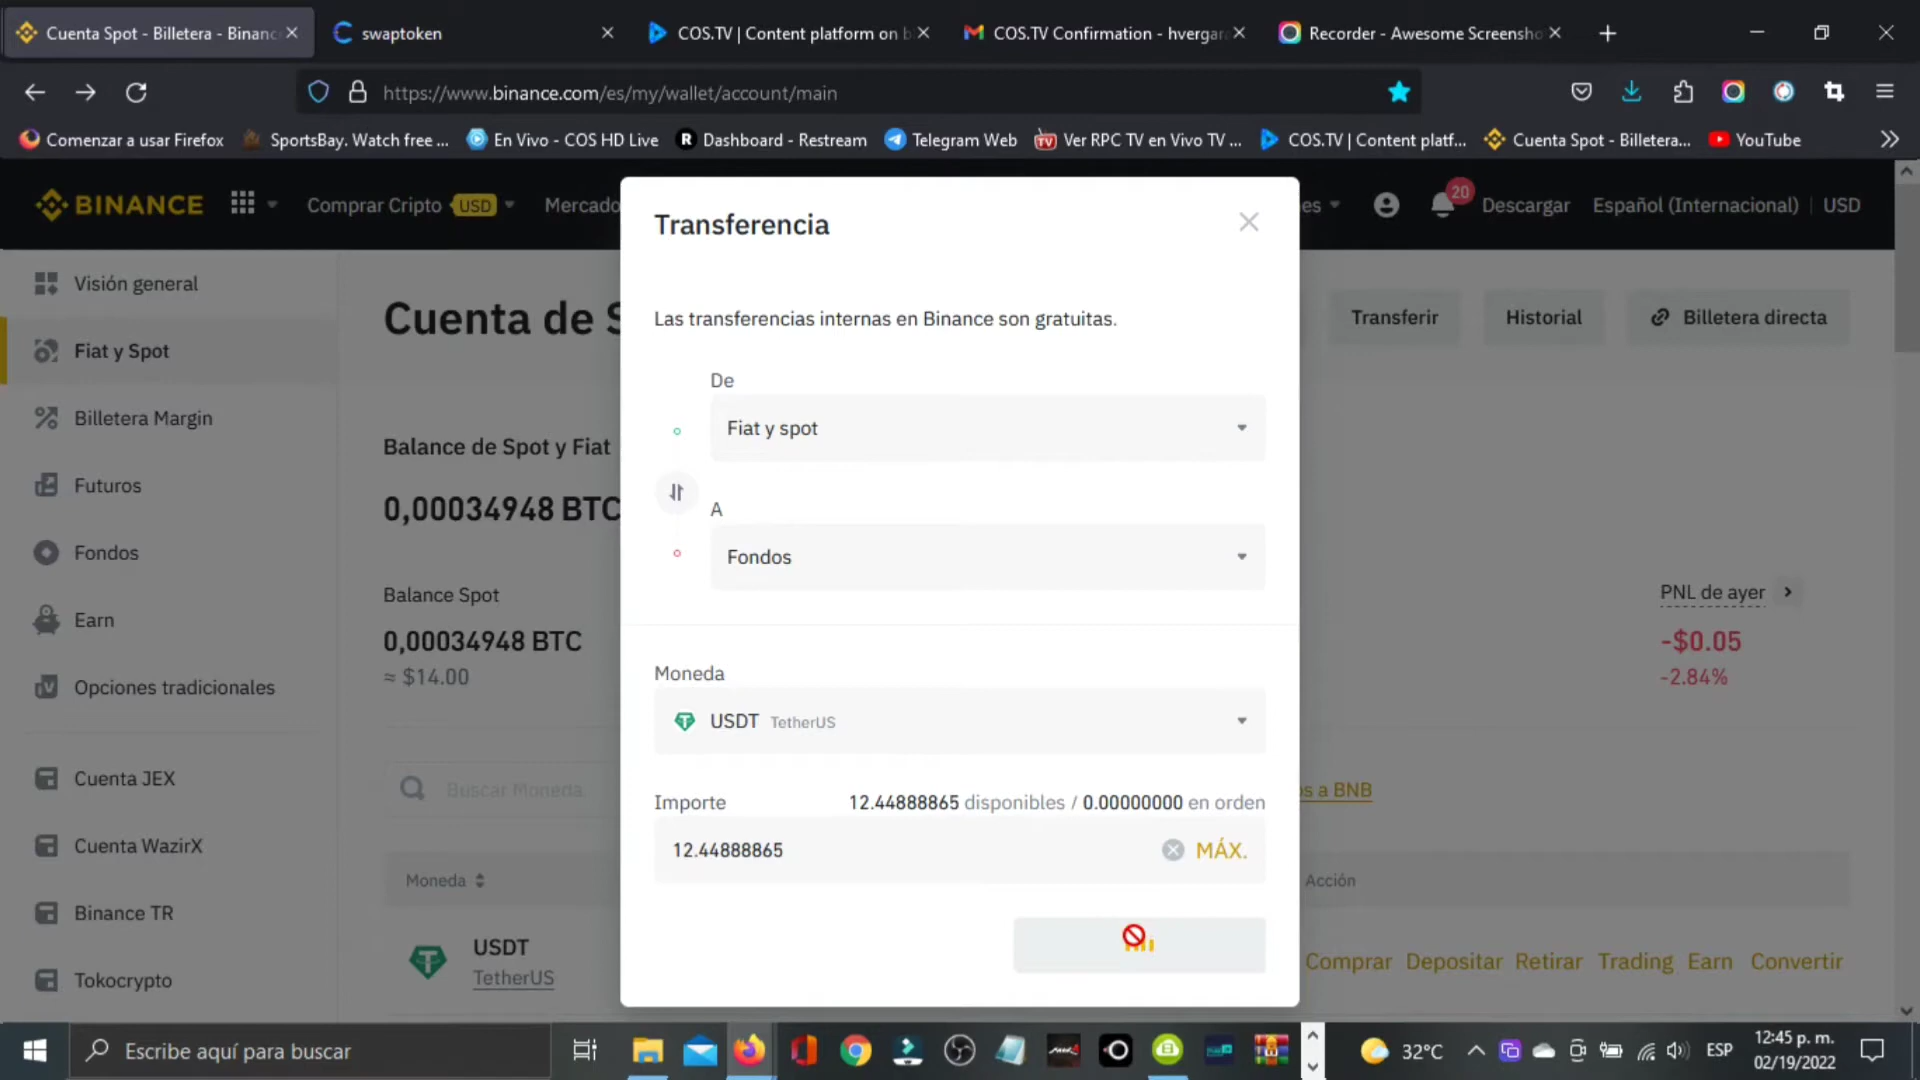 Cuenta Spot - Billetera - Binanc
swaptoken
COS.TV | Content platform on b
COS.TV Confirmation - hvergar
Recorder - Awesome Screensho
https://www.binance.com/es/my/wallet/account/main
Comenzar a usar Firefox
SportsBay. Watch free ...
En Vivo - COS HD Live
R Dashboard - Restream
Telegram Web
Ver RPC TV en Vivo TV ...
COS.TV | Content platf...
Cuenta Spot - Billetera...
YouTube
BINANCE
Comprar Cripto USD
Mercado
es
20
Descargar
Español (Internacional) | USD
Visión general
Fiat y Spot
Billetera Margin
Futuros
Fondos
Earn
Opciones tradicionales
Cuenta JEX
Cuenta WazirX
Binance TR
Tokocrypto
Cuenta de S
Transferir
Historial
Billetera directa
Balance de Spot y Fiat
0,00034948 BTC
Balance Spot
0,00034948 BTC
≈ $14.00
PNL de ayer
-$0.05
-2.84%
Buscar Moneda
os a BNB
Moneda
Acción
USDT
TetherUS
Comprar Depositar Retirar Trading Earn Convertir
Transferencia
Las transferencias internas en Binance son gratuitas.
De
Fiat y spot
A
Fondos
Moneda
USDT TetherUS
Importe
12.44888865 disponibles / 0.00000000 en orden
12.44888865
MÁX.
Escribe aquí para buscar
32°C
ESP
12:45 p. m.
02/19/2022